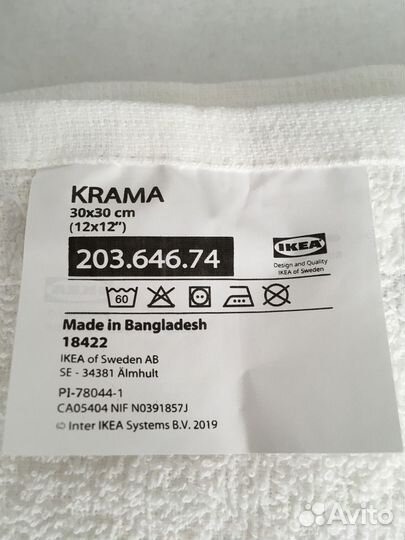 KRAMA
30x30 cm
(12x12")
203.646.74
IKEA
Design and Quality
IKEA of Sweden
60
Made in Bangladesh
18422
IKEA of Sweden AB
SE - 34381 Älmhult
PI-78044-1
CA05404 NIF N0391857J
© Inter IKEA Systems B.V. 2019
Avito